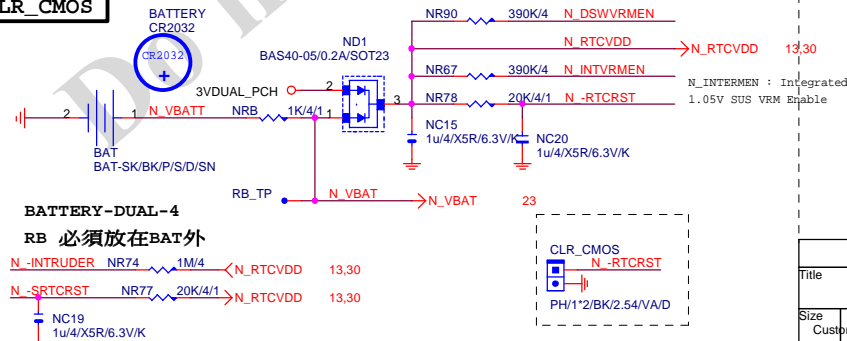 LR_CMOS
BATTERY
CR2032
CR2032
+
ND1
BAS40-05/0.2A/SOT23
NR90 390K/4 N_DSWVRMEN
N_RTCVDD N_RTCVDD 13,30
3VDUAL_PCH 2
3
NR67 390K/4 N_INTVRMEN
N_INTERMEN : Integrated
1.05V SUS VRM Enable
NR78 20K/4/1 N_-RTCRST
2 1 N_VBATT NRB 1K/4/1 1
BAT
BAT-SK/BK/P/S/D/SN
NC15
1u/4/X5R/6.3V/K
NC20
1u/4/X5R/6.3V/K
RB_TP N_VBAT N_VBAT 23
BATTERY-DUAL-4
RB 必須放在BAT外
N_-INTRUDER NR74 1M/4 N_RTCVDD 13,30
N_-SRTCRST NR77 20K/4/1 N_RTCVDD 13,30
NC19
1u/4/X5R/6.3V/K
CLR_CMOS
N_-RTCRST
PH/1*2/BK/2.54/VA/D
Title
Size
Custo
Do